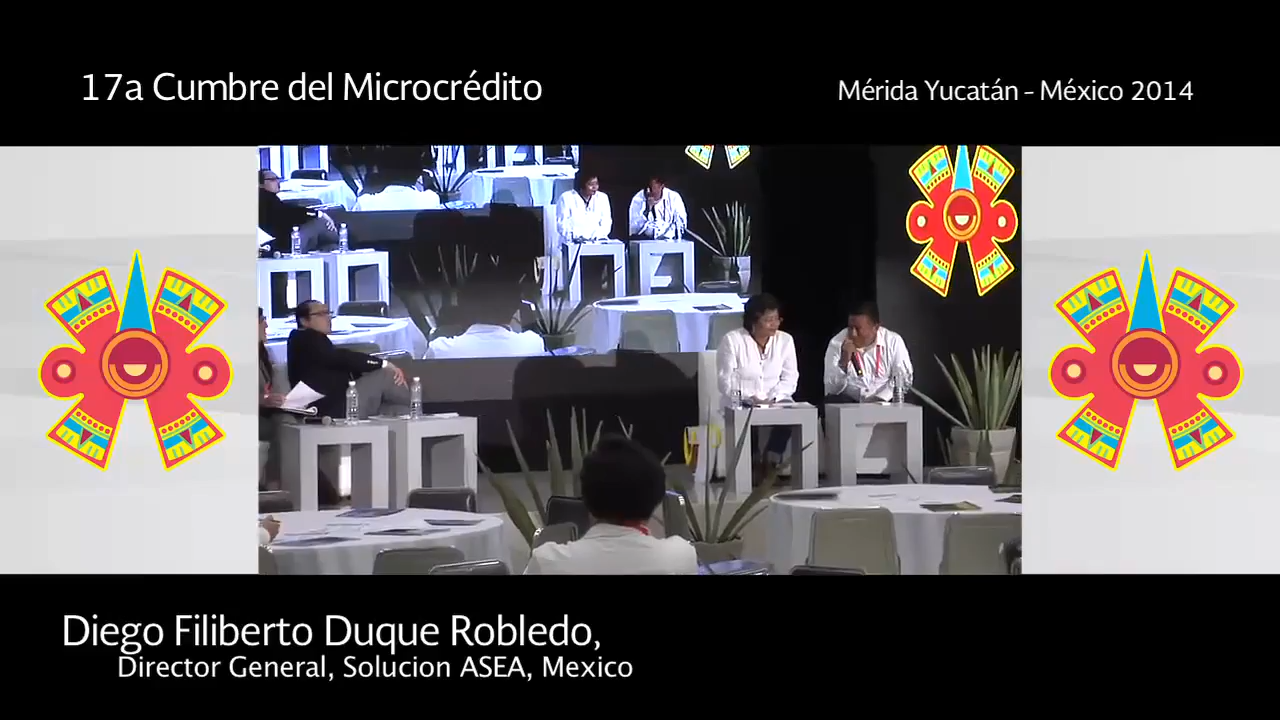 17a Cumbre del Microcrédito
Mérida Yucatán - México 2014
Diego Filiberto Duque Robledo,
Director General, Solucion ASEA, Mexico